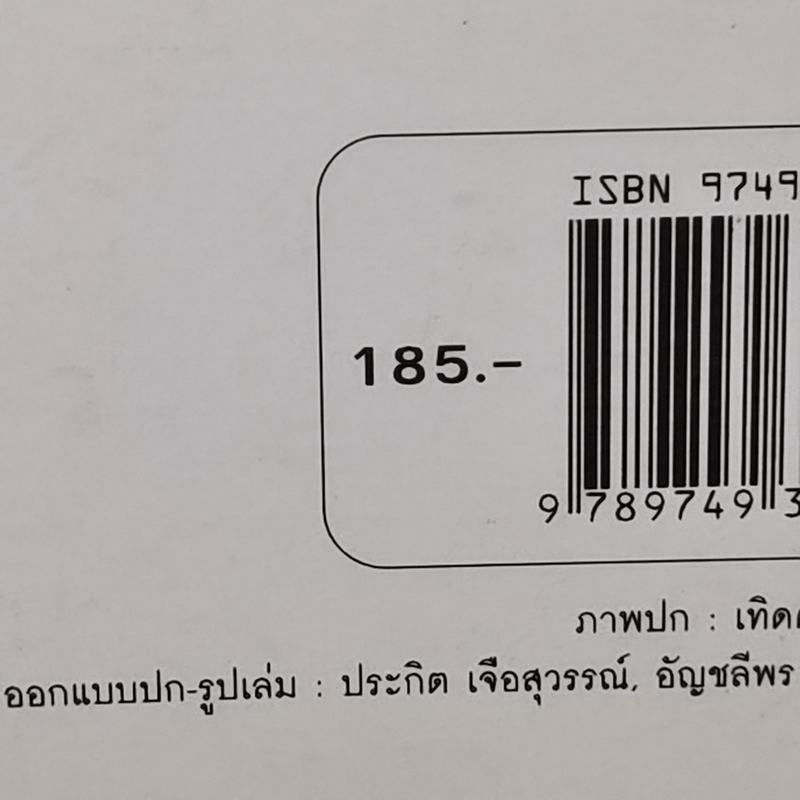 ISBN 9749
185.-
9 789749 3
ภาพปก : เทิด
ออกแบบปก-รูปเล่ม : ประกิต เจือสุวรรณ์, อัญชลีพร